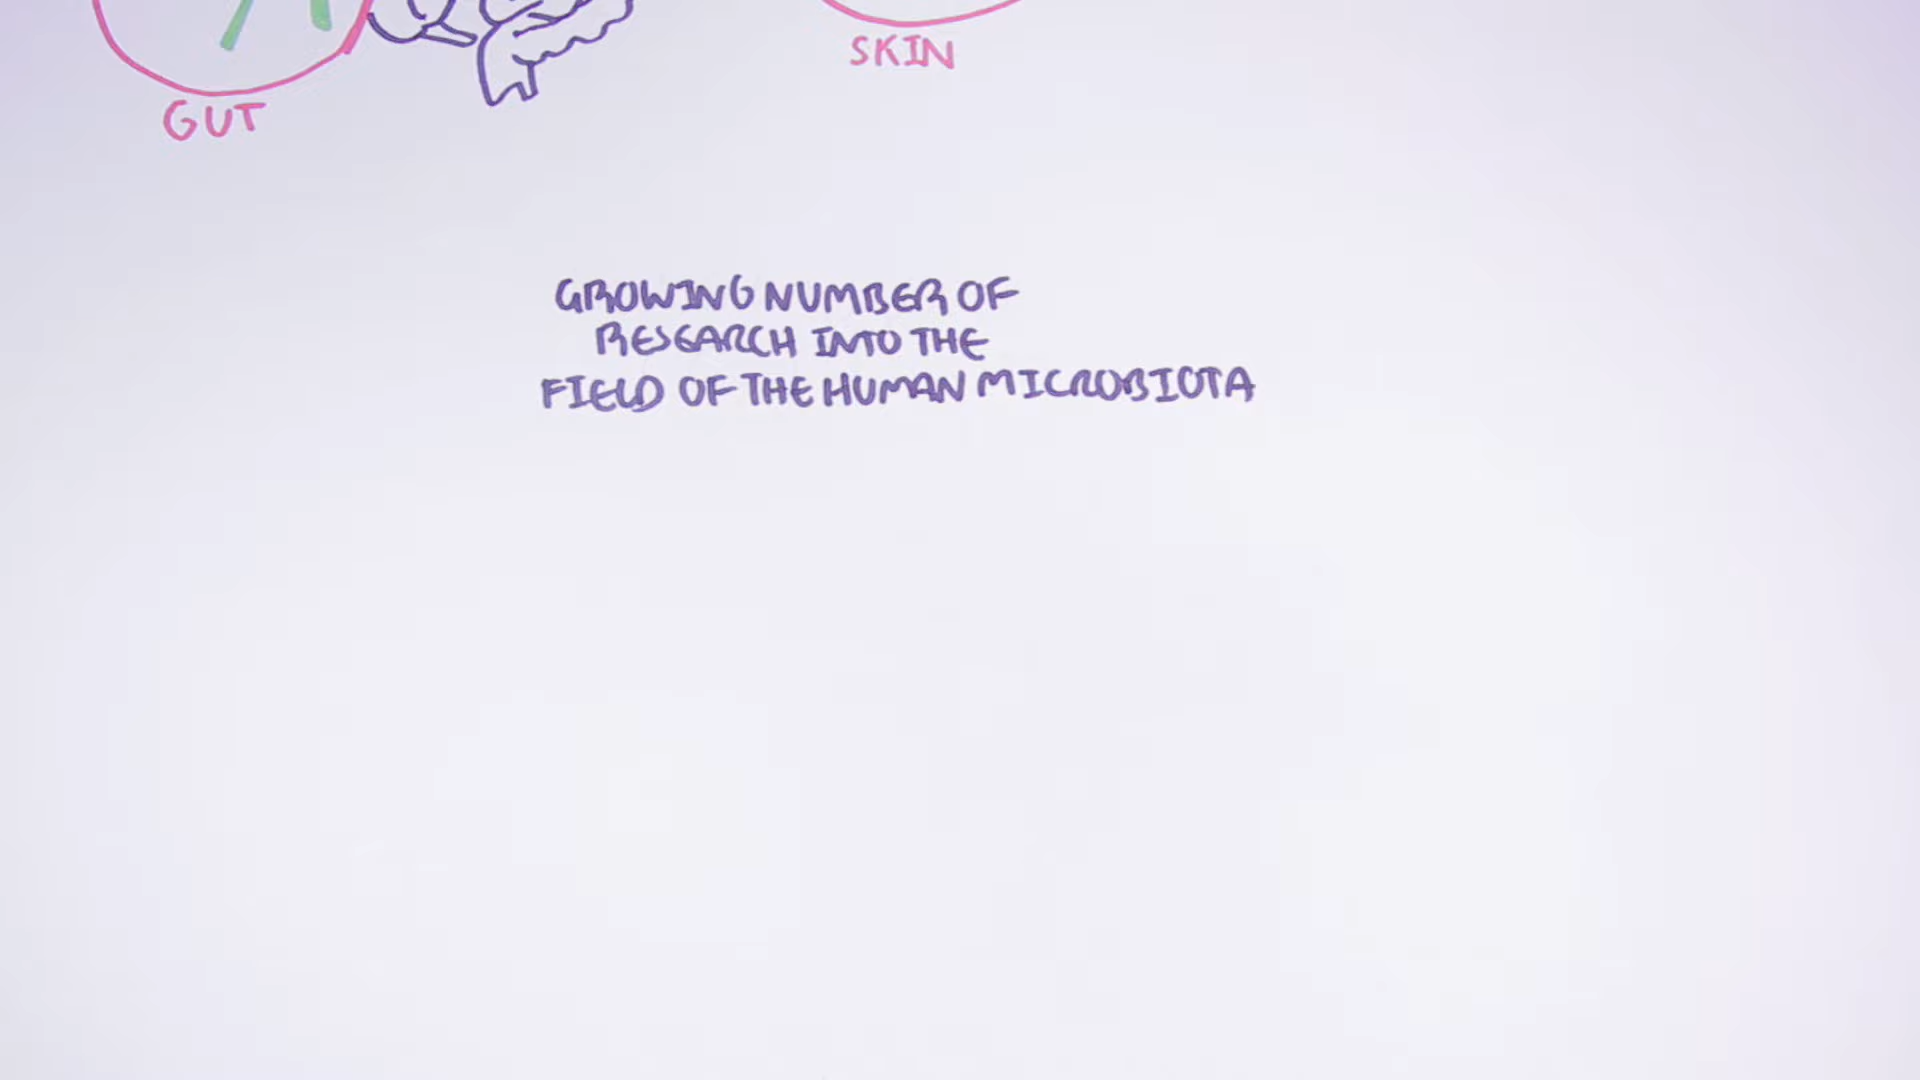 SKIN
GUT
GROWING NUMBER OF
RESEARCH INTO THE
FIELD OF THE HUMAN MICROBIOTA